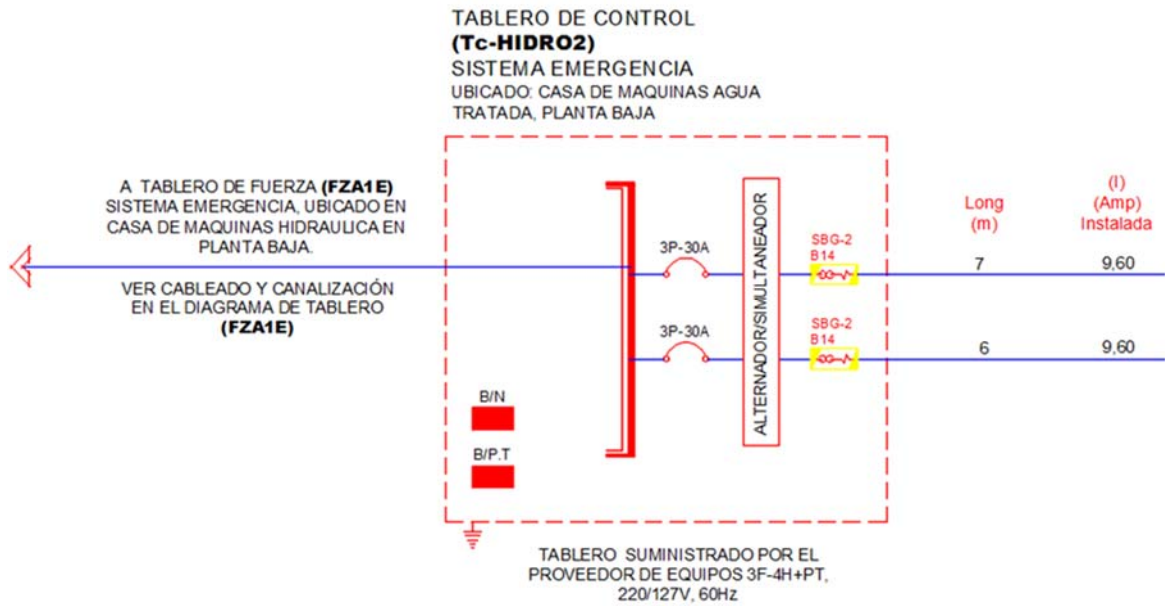 TABLERO DE CONTROL
(Tc-HIDRO2)
SISTEMA EMERGENCIA
UBICADO: CASA DE MAQUINAS AGUA
TRATADA, PLANTA BAJA
A TABLERO DE FUERZA (FZA1E)
SISTEMA EMERGENCIA, UBICADO EN
CASA DE MAQUINAS HIDRAULICA EN
PLANTA BAJA.
VER CABLEADO Y CANALIZACIÓN
EN EL DIAGRAMA DE TABLERO
(FZA1E)
3P-30A
3P-30A
ALTERNADOR/SIMULTANEADOR
SBG-2
B14
SBG-2
B14
Long
(m)
(I)
(Amp)
Instalada
7
9,60
6
9,60
B/N
B/P.T
TABLERO SUMINISTRADO POR EL
PROVEEDOR DE EQUIPOS 3F-4H+PT,
220/127V, 60Hz